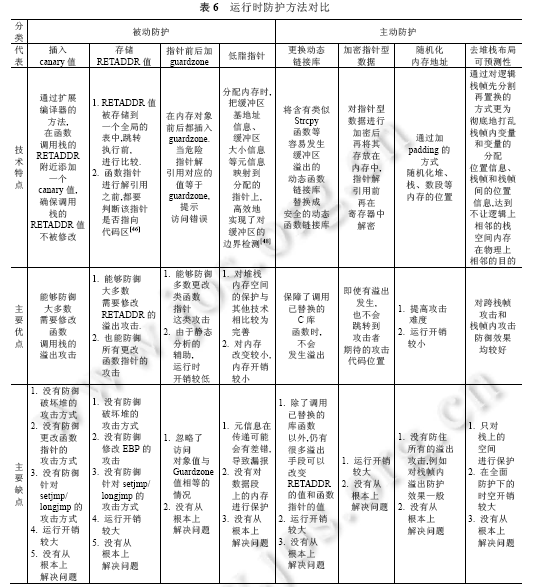 表 6 运行时防护方法对比
分类
被动防护
主动防护
代表
插入
canary 值
存储
RETADDR 值
指针前后加
guardzone
低脂指针
更换动态
链接库
加密指针型
数据
随机化
内存地址
去堆栈布局
可预测性
技术特点
通过扩展
编译器的
方法,
在函数
调用栈的
RETADDR
附近添加
一个
canary 值,
确保调用
栈的
RETADDR 值
不被修改
1. RETADDR 值
被存储到
一个全局的
表中,跳转
执行前,
进行比较.
2. 函数指针
进行解引用
之前,都要
判断该指针
是否指向
代码区[46]
在内存对象
前后都插入
guardzone.
当危险
指针解
引用对应的
值等于
guardzone,
提示
访问错误
分配内存时,
把缓冲区
基地址
信息、
缓冲区
大小信息
等元信息
映射到
分配的
指针上,
高效地
实现了对
缓冲区的
边界检测[48]
将含有类似
Strcpy
函数等
容易发生
缓冲区
溢出的
动态函数
链接库
替换成
安全的动态
函数链接库
对指针型
数据进行
加密后
再将其
存放在
内存中,
指针解
引用前
再在
寄存器中
解密
通过加
padding 的
方式
随机化堆、
栈、数段等
内存的位置
通过对逻辑
栈帧先分割
再置换的
方式更为
彻底地打乱
栈帧内变量
和变量的
分配
位置信息、
栈帧和栈帧
间的位置
信息,达到
不让逻辑上
相邻的栈
空间内存
在物理上
相邻的目的
主要优点
能够防御
大多数
需要修改
函数
调用栈的
溢出攻击
1. 能够防御
大多数
需要修改
RETADDR 的
溢出攻击.
2. 也能防御
所有更改
函数指针的
攻击
1. 能够防御
多数更改
类函数
指针
这类攻击
2. 由于静态
分析的
辅助,
运行时
开销较低
1. 对堆栈
内存空间
的保护与
其他技术
相比较为
完善
2. 对内存
改变较小,
内存开销
较小
保障了调用
已替换的
C 库
函数时,
不会
发生溢出
即使有溢出
发生,
也不会
跳转到
攻击者
期待的攻击
代码位置
1. 提高攻击
难度
2. 运行开销
较小
对跨栈帧
攻击和
栈帧内攻击
防御效果
均较好
主要缺点
1. 没有防御
破坏堆的
攻击方式
2. 没有防御
更改函数
指针的
攻击方式
3. 没有防御
针对
setjmp/
longjmp 的
攻击方式
4. 运行开销
较大
5. 没有从
根本上
解决问题
1. 没有防御
破坏堆的
攻击方式
2. 没有防御
修改 EBP 的
攻击
3. 没有防御
针对 setjmp/
longjmp 的
攻击方式
4. 运行开销
较大
5. 没有从
根本上
解决问题
1. 忽略了
访问
对象值与
Guardzone
值相等的
情况
2. 没有从
根本上
解决问题
1. 元信息在
传递可能
会有差错,
导致漏报
2. 没有对
数据段
上的内存
进行保护
3. 没有从
根本上
解决问题
1. 除了调用
已替换的
库函数
以外,仍有
很多溢出
手段可以
改变
RETADDR
的值和函数
指针的值
2. 运行开销
较大
3. 没有从
根本上
解决问题
1. 运行开销
较大
2. 没有从
根本上
解决问题
1. 没有防住
所有的溢出
攻击,例如
对栈帧内
溢出防护
效果一般
2. 没有从
根本上
解决问题
1. 只对
栈上的
空间
进行保护
2. 在全面
防护下的
时空开销
较大
3. 没有从
根本上
解决问题